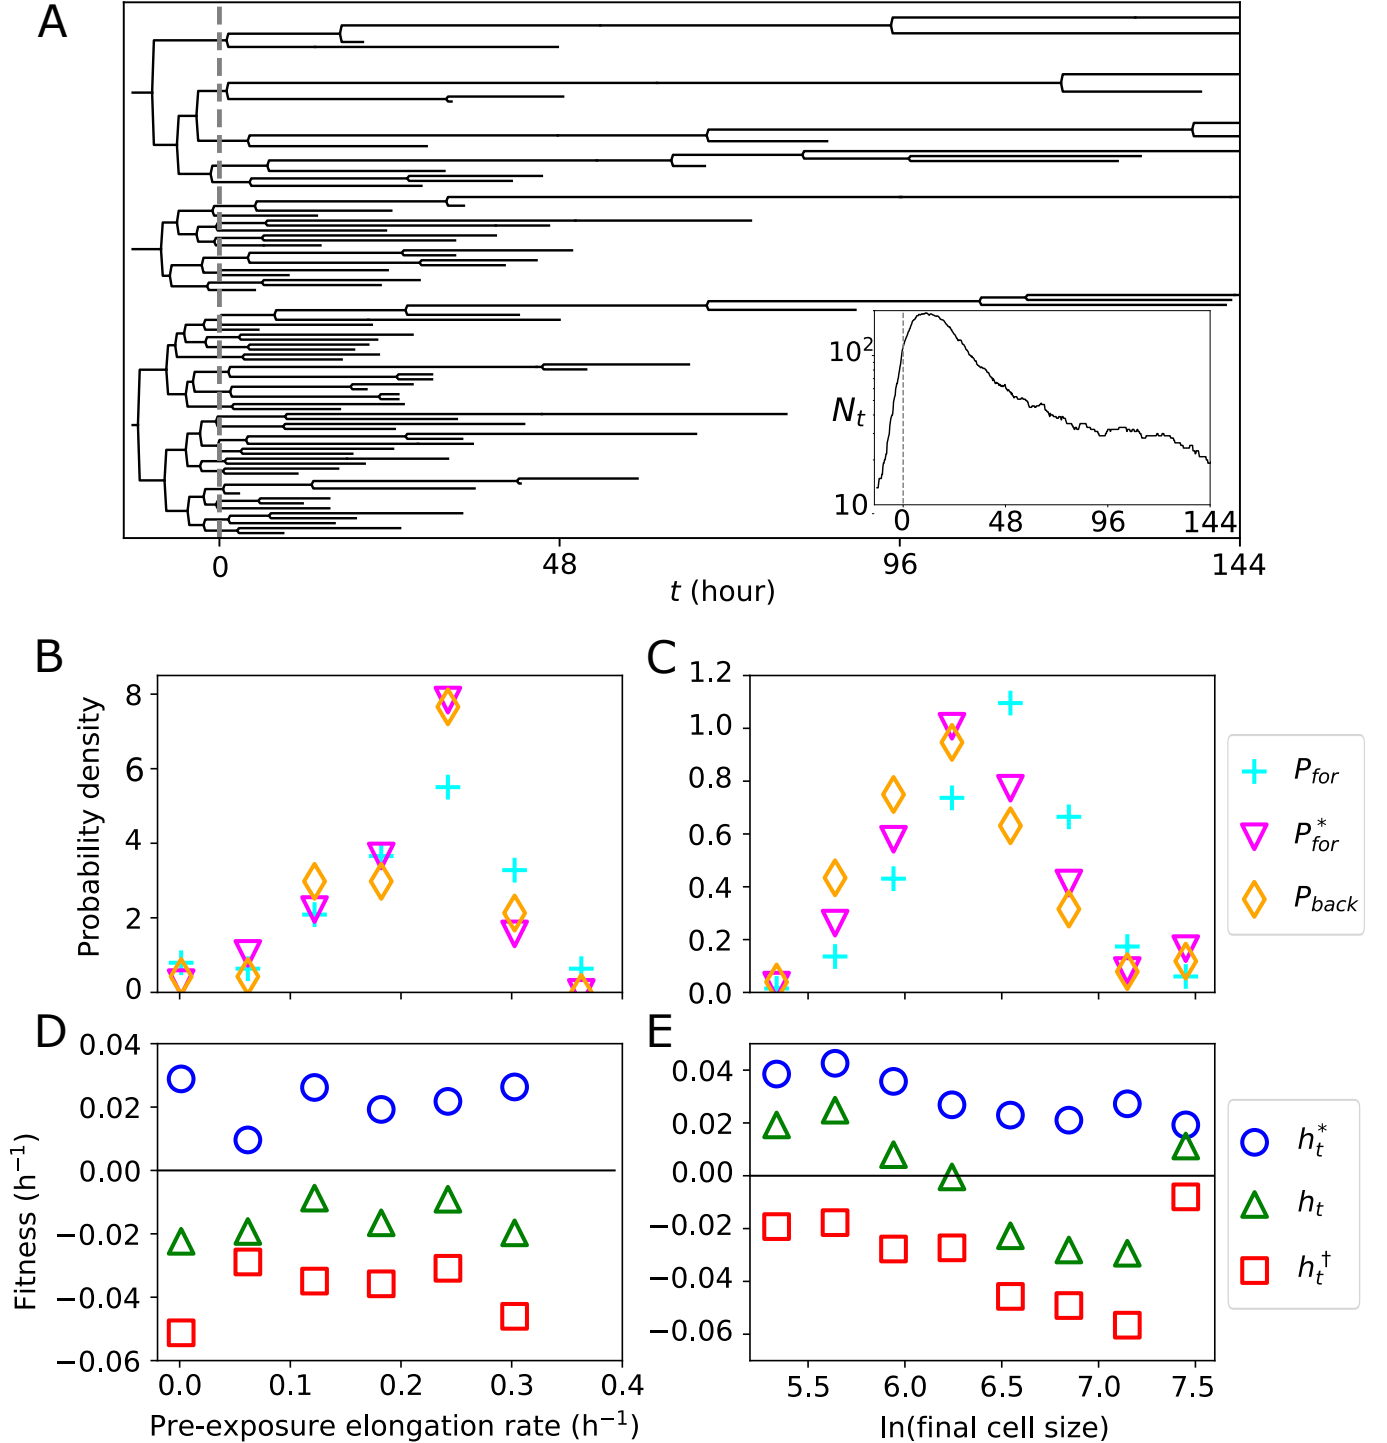 A
10²
N_t
10
0 48 96 144
0 48 96 144
t (hour)
B
Probability density
8
6
4
2
0
C
1.2
1.0
0.8
0.6
0.4
0.2
0.0
P_for
P*_for
P_back
D
Fitness (h⁻¹)
0.04
0.02
0.00
−0.02
−0.04
−0.06
0.0 0.1 0.2 0.3 0.4
Pre-exposure elongation rate (h⁻¹)
E
0.04
0.02
0.00
−0.02
−0.04
−0.06
5.5 6.0 6.5 7.0 7.5
ln(final cell size)
h*_t
h_t
h†_t